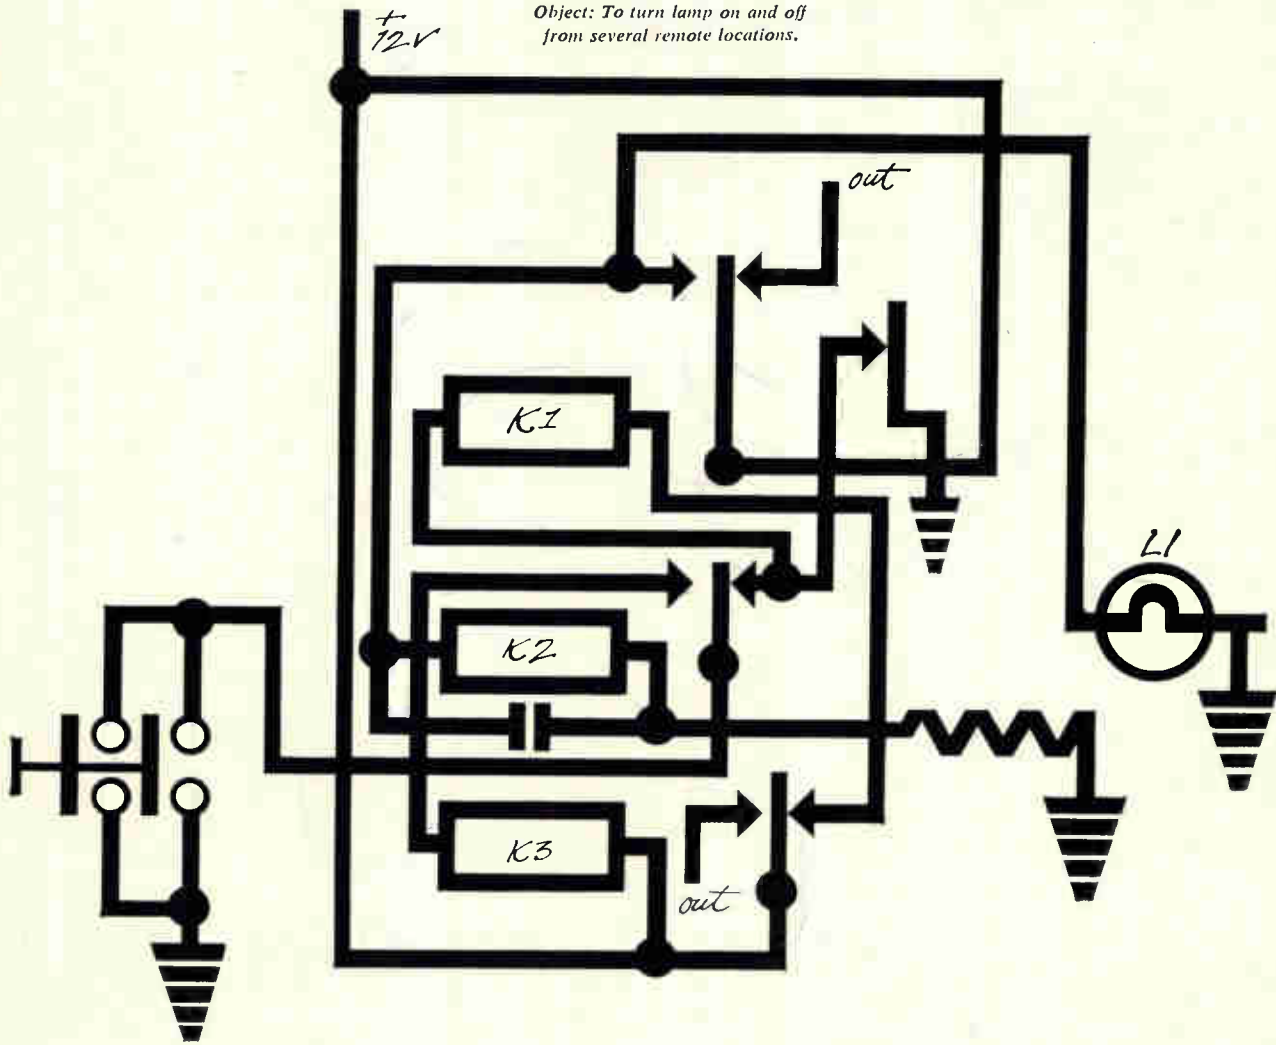 Object: To turn lamp on and off
from several remote locations.
+
12V
out
K1
L1
K2
K3
out